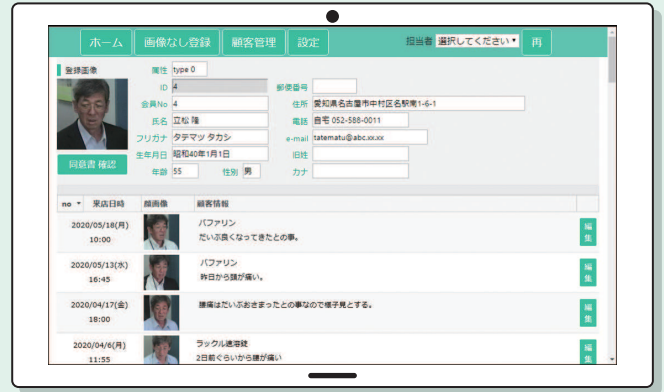 ホーム 画像なし登録 顧客管理 設定 担当者 選択してください 再
登録画像 属性 type 0
ID 4 郵便番号
会員No 4 住所 愛知県名古屋市中村区名駅南1-6-1
氏名 立松 隆 電話 自宅 052-588-0011
フリガナ タテマツ タカシ e-mail tatematu@abc.xx.xx
生年月日 昭和40年1月1日 旧姓
同意書 確認 年齢 55 性別 男 カナ
no 来店日時 顔画像 顧客情報
2020/05/18(月) バファリン
10:00 だいぶ良くなってきたとの事。 編集
2020/05/13(水) バファリン
16:45 昨日から頭が痛い。 編集
2020/04/17(金) 腰痛はだいぶおさまったとの事なので様子見とする。
18:00 編集
2020/04/6(月) ラックル速溶錠
11:55 2日前ぐらいから腰が痛い 編集